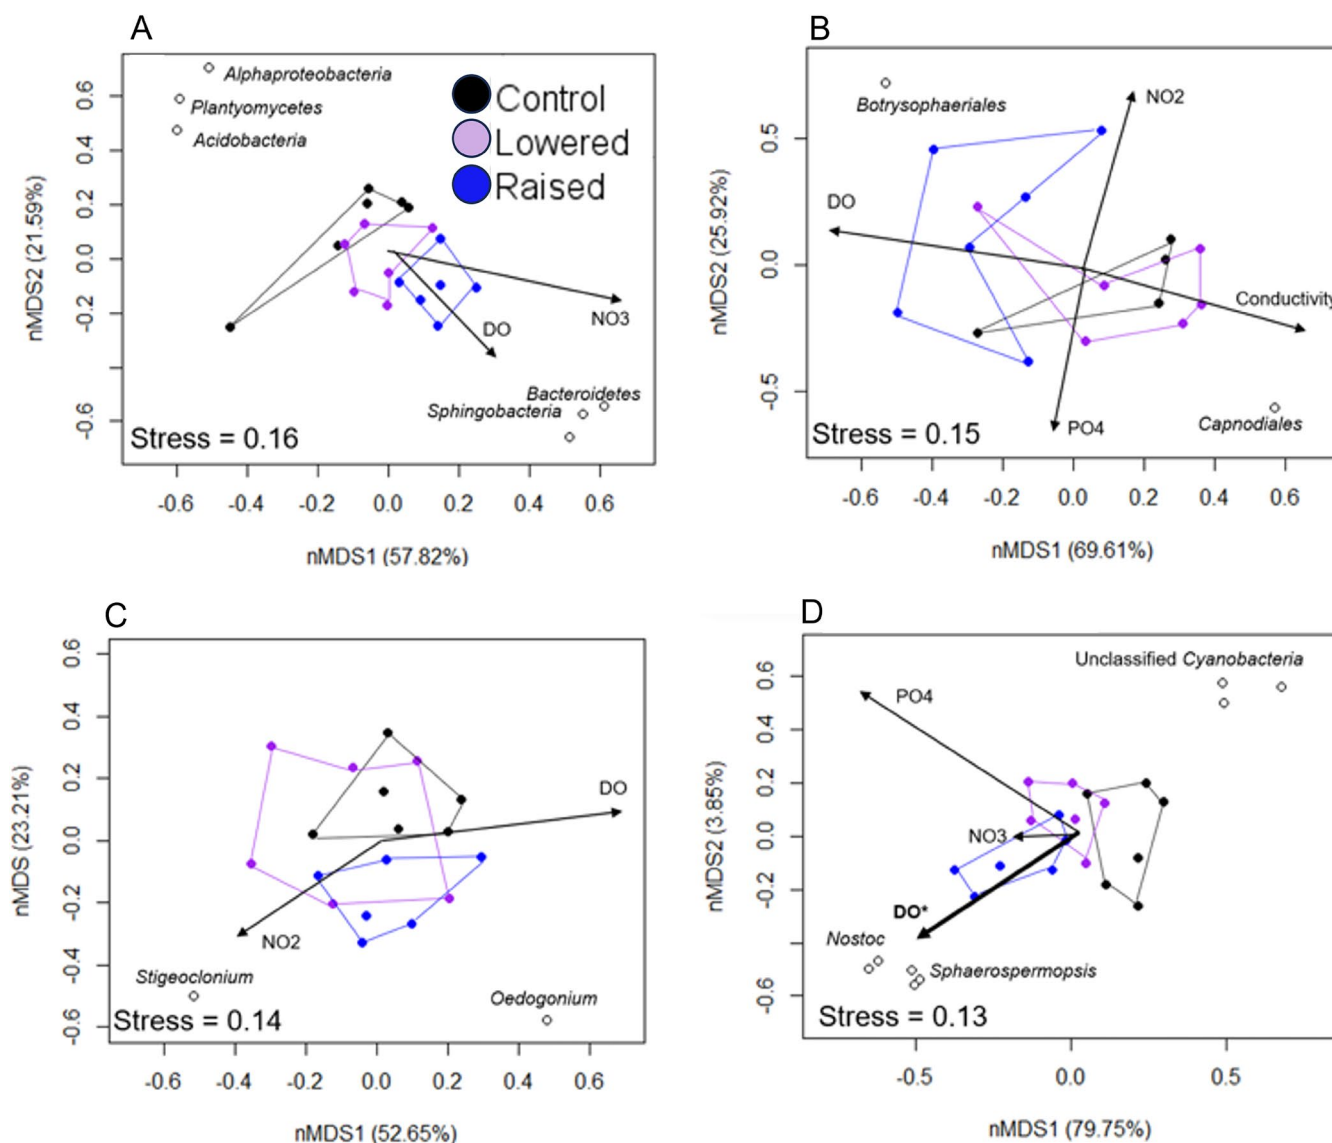 A
Alphaproteobacteria
Plantyomycetes
Acidobacteria
Control
Lowered
Raised
NO3
DO
Bacteroidetes
Sphingobacteria
Stress = 0.16
0.6
0.4
0.2
0.0
-0.2
-0.6
nMDS2 (21.59%)
-0.6 -0.4 -0.2 0.0 0.2 0.4 0.6
nMDS1 (57.82%)
B
Botrysophaeriales
NO2
DO
Conductivity
PO4
Capnodiales
Stress = 0.15
0.5
0.0
-0.5
nMDS2 (25.92%)
-0.6 -0.4 -0.2 0.0 0.2 0.4 0.6
nMDS1 (69.61%)
C
DO
NO2
Stigeoclonium
Oedogonium
Stress = 0.14
0.6
0.4
0.2
0.0
-0.2
-0.4
-0.6
nMDS (23.21%)
-0.6 -0.4 -0.2 0.0 0.2 0.4 0.6
nMDS1 (52.65%)
D
Unclassified Cyanobacteria
PO4
NO3
DO*
Nostoc
Sphaerospermopsis
Stress = 0.13
0.6
0.4
0.2
0.0
-0.2
-0.6
nMDS2 (3.85%)
-0.5 0.0 0.5
nMDS1 (79.75%)